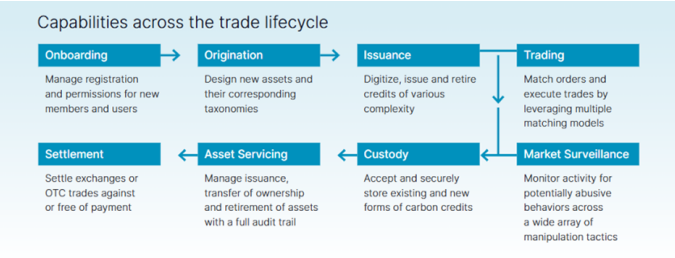 Capabilities across the trade lifecycle
Onboarding
Manage registration
and permissions for new
members and users
Origination
Design new assets and
their corresponding
taxonomies
Issuance
Digitize, issue and retire
credits of various
complexity
Trading
Match orders and
execute trades by
leveraging multiple
matching models
Settlement
Settle exchanges or
OTC trades against
or free of payment
Asset Servicing
Manage issuance,
transfer of ownership
and retirement of assets
with a full audit trail
Custody
Accept and securely
store existing and new
forms of carbon credits
Market Surveillance
Monitor activity for
potentially abusive
behaviors across
a wide array of
manipulation tactics